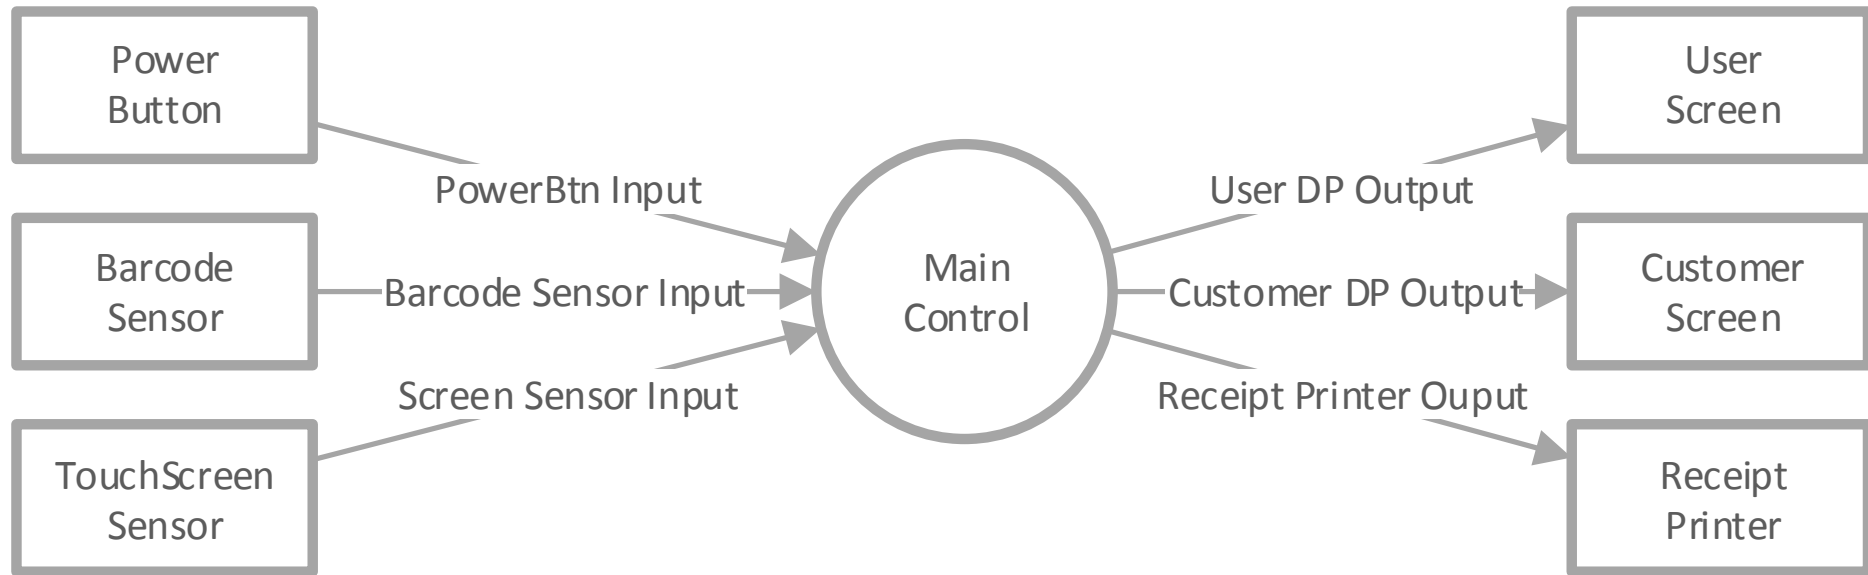 Power
Button
PowerBtn Input
Barcode
Sensor
Barcode Sensor Input
TouchScreen
Sensor
Screen Sensor Input
Main
Control
User DP Output
User
Screen
Customer DP Output
Customer
Screen
Receipt Printer Ouput
Receipt
Printer